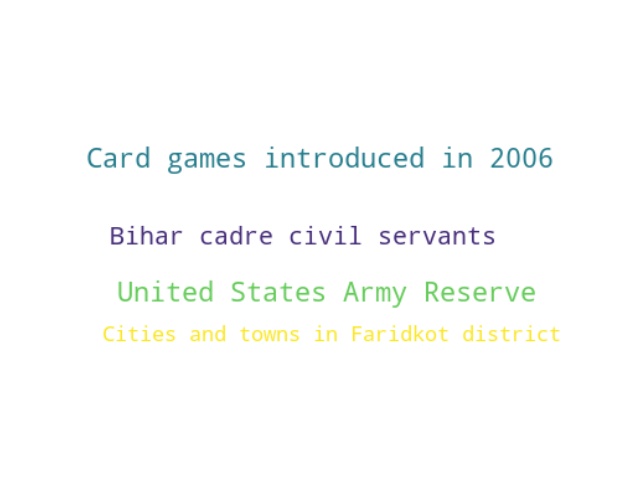 Card games introduced in 2006
Bihar cadre civil servants
United States Army Reserve
Cities and towns in Faridkot district